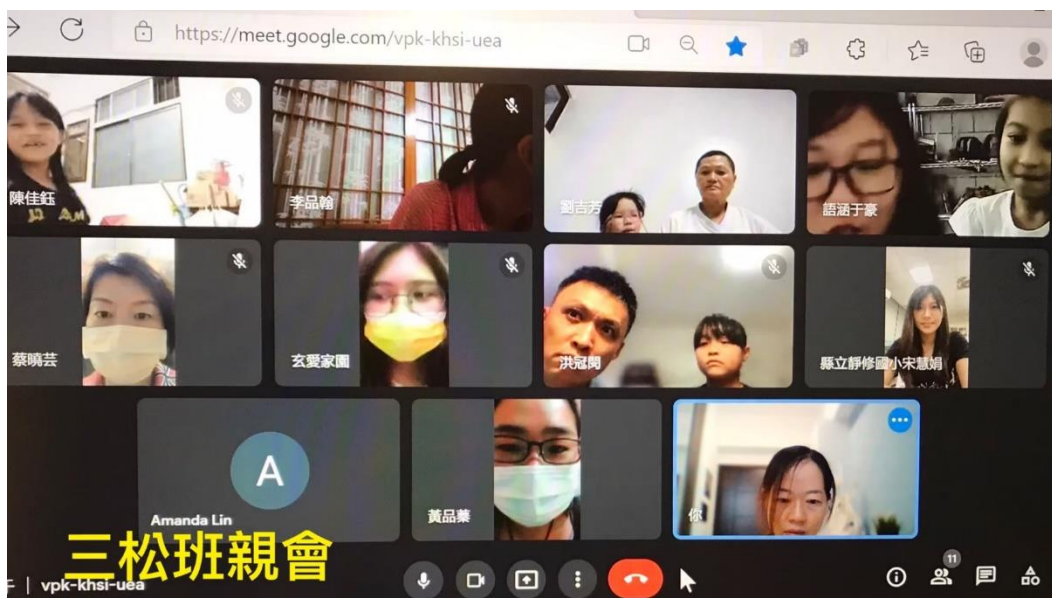 https://meet.google.com/vpk-khsi-uea
陳佳鈺
李品翰
劉吉芳
語涵于豪
蔡曉芸
玄愛家園
洪冠閔
縣立靜修國小宋慧娟
A
Amanda Lin
黃品蓁
你
三松班親會
11
| vpk-khsi-uea